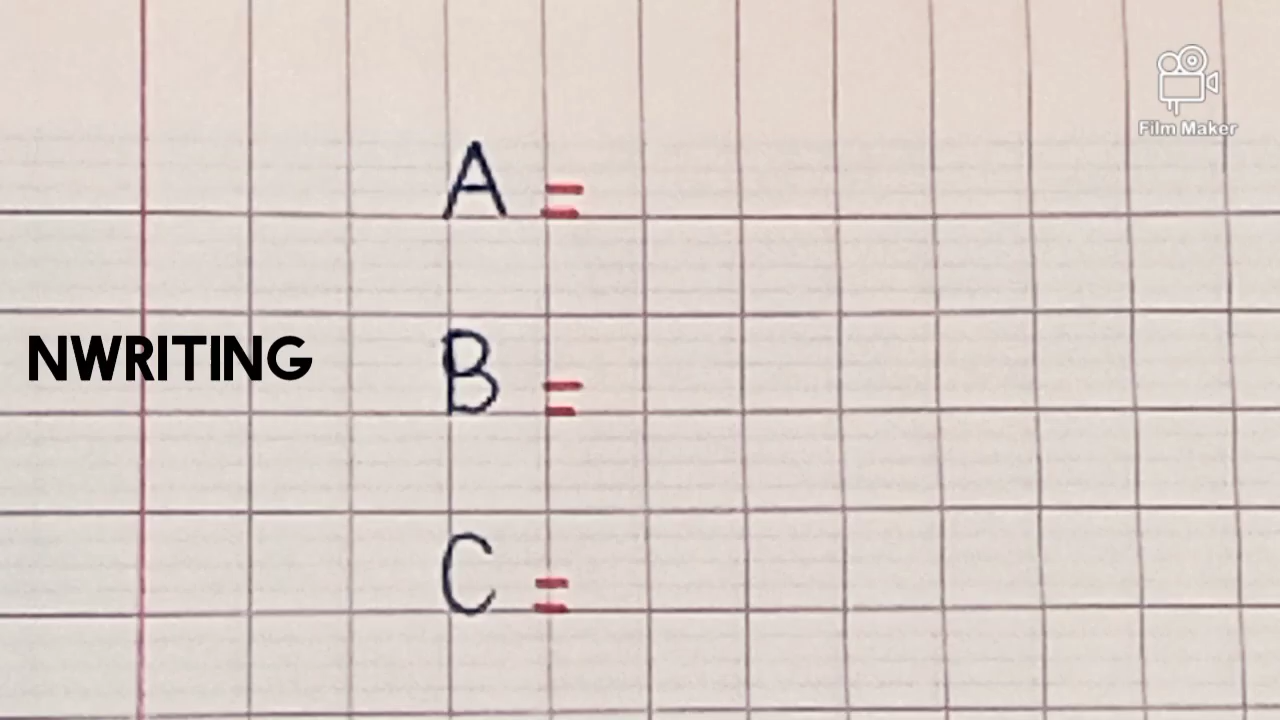 Film Maker
A =
NWRITING
B =
C =